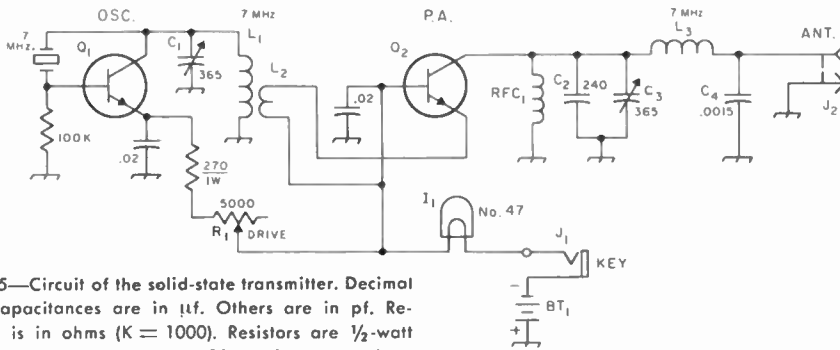 OSC.
P.A.
7 MHz
7 MHz
ANT.
7
MHz.
Q1
C1
L1
L2
Q2
L3
365
.02
RFC1
C2
240
C3
365
C4
.0015
J2
100K
.02
270
1W
5000
R1
DRIVE
I1
No. 47
J1
KEY
BT1
-
+
5—Circuit of the solid-state transmitter. Decimal
apacitances are in µf. Others are in pf. Re-
is in ohms (K = 1000). Resistors are ½-watt